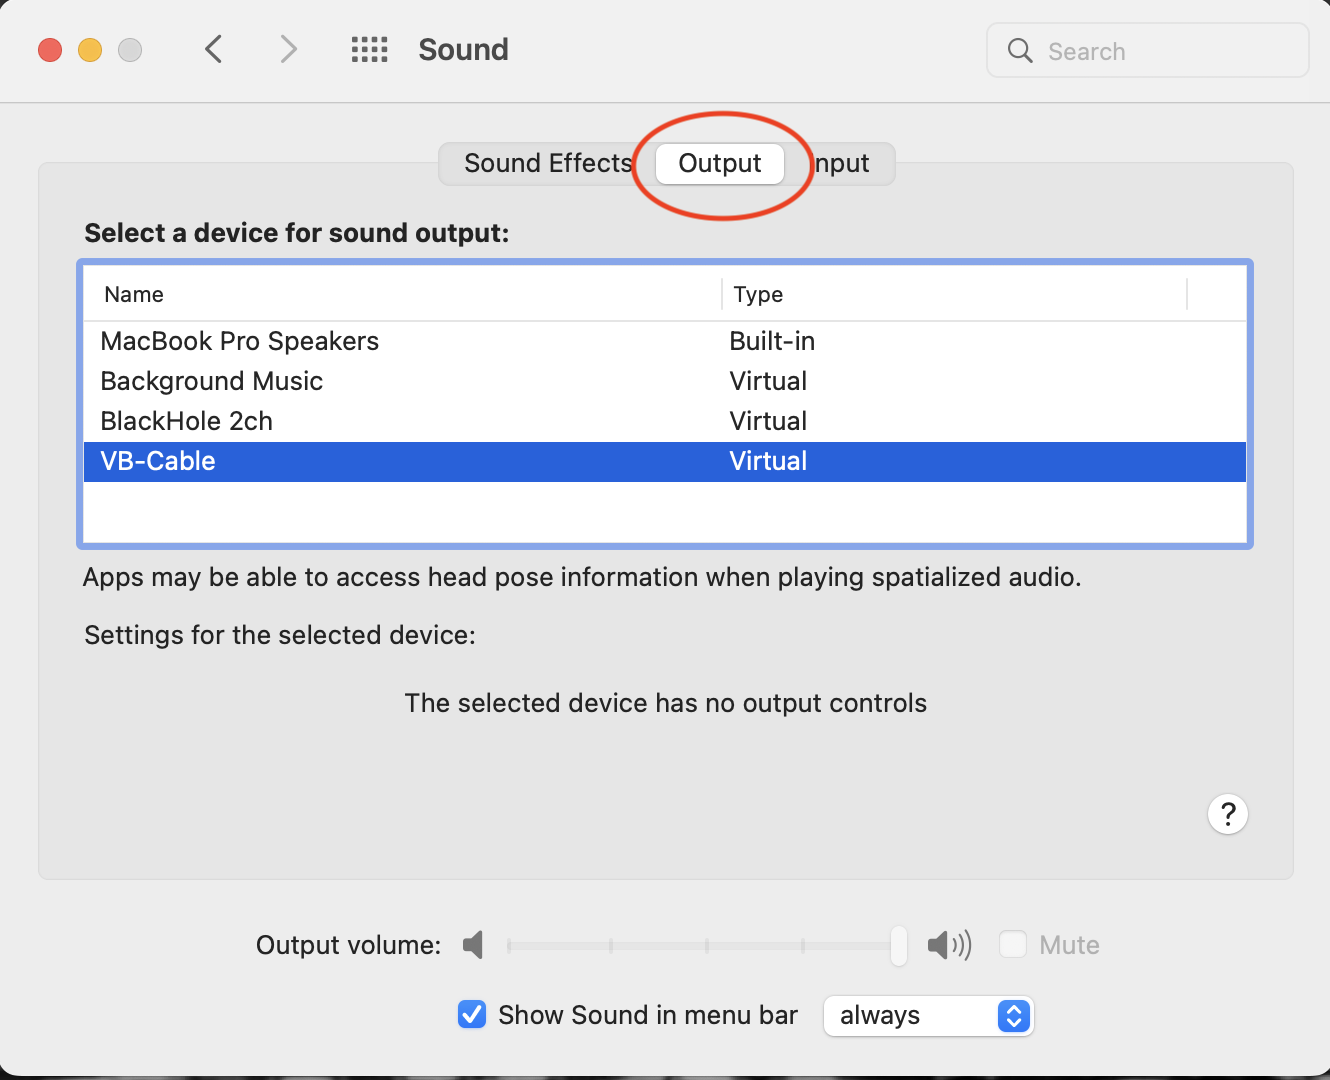 Sound
Search
Sound Effects Output nput
Select a device for sound output:
Name Type
MacBook Pro Speakers Built-in
Background Music Virtual
BlackHole 2ch Virtual
VB-Cable Virtual
Apps may be able to access head pose information when playing spatialized audio.
Settings for the selected device:
The selected device has no output controls
?
Output volume: Mute
Show Sound in menu bar always